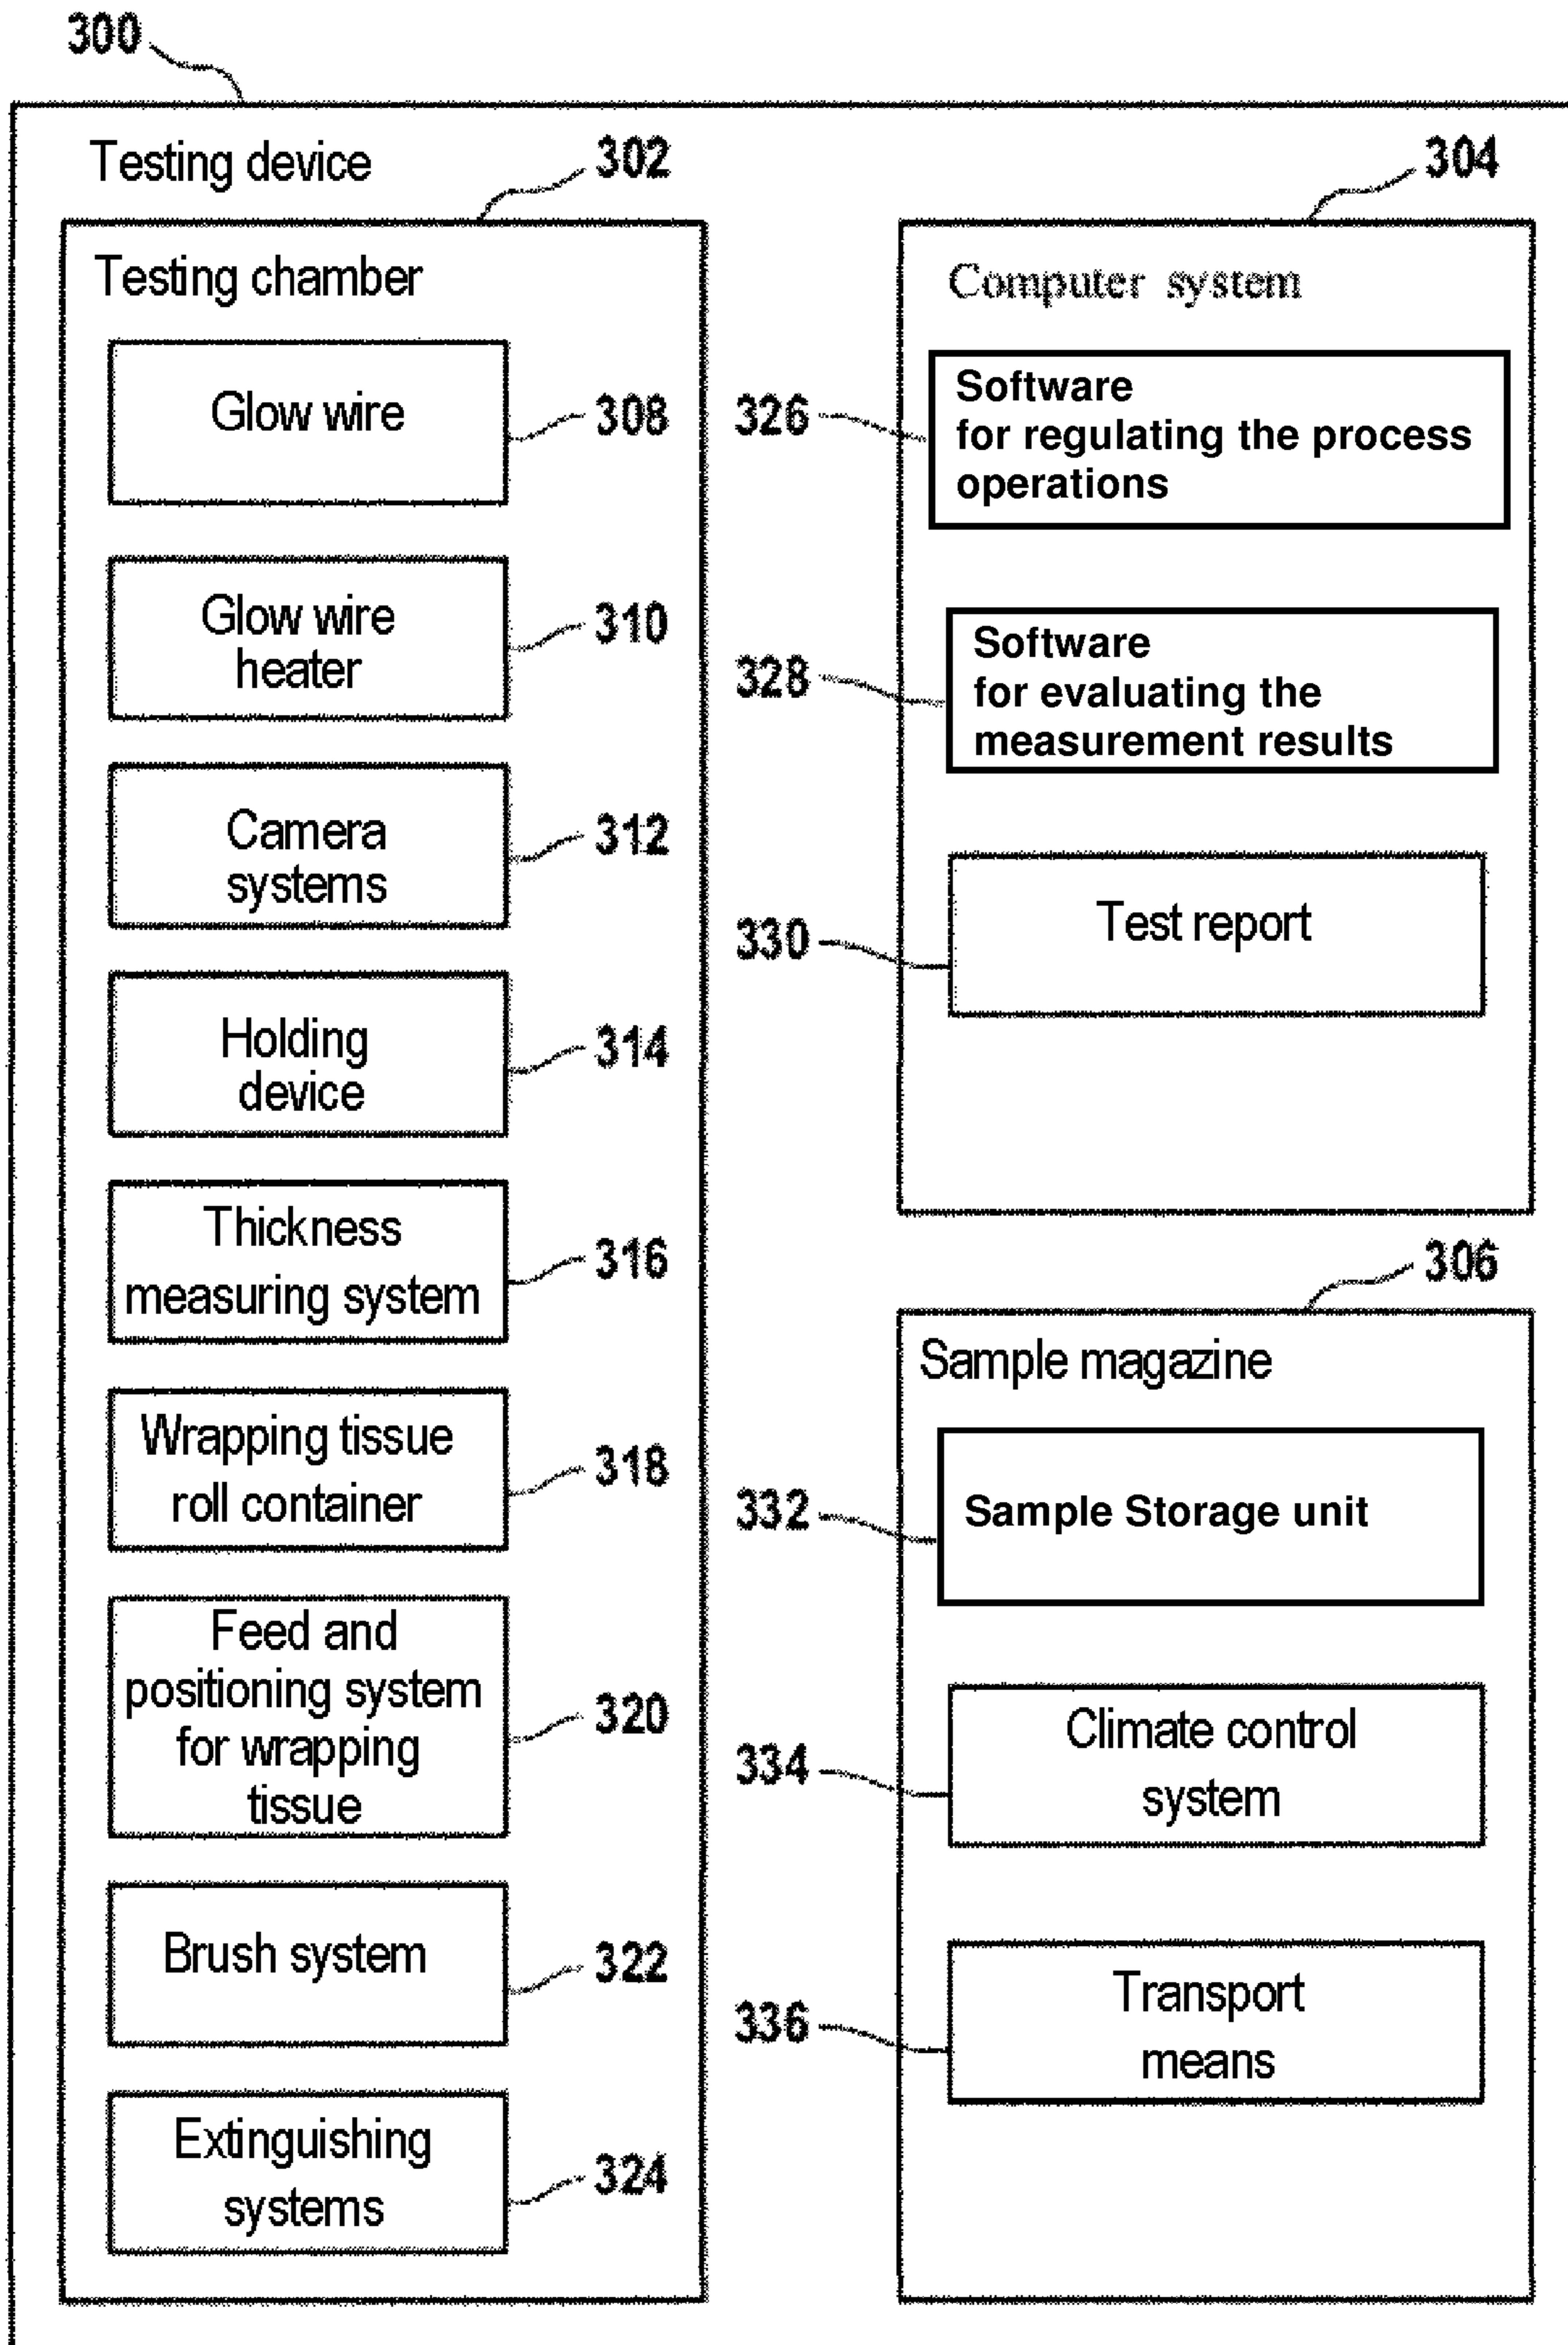 300
Testing device
302
Testing chamber
Glow wire
308
Glow wire
heater
310
Camera
systems
312
Holding
device
314
Thickness
measuring system
316
Wrapping tissue
roll container
318
Feed and
positioning system
for wrapping
tissue
320
Brush system
322
Extinguishing
systems
324
304
Computer system
326
Software
for regulating the process
operations
328
Software
for evaluating the
measurement results
330
Test report
306
Sample magazine
332
Sample Storage unit
334
Climate control
system
336
Transport
means